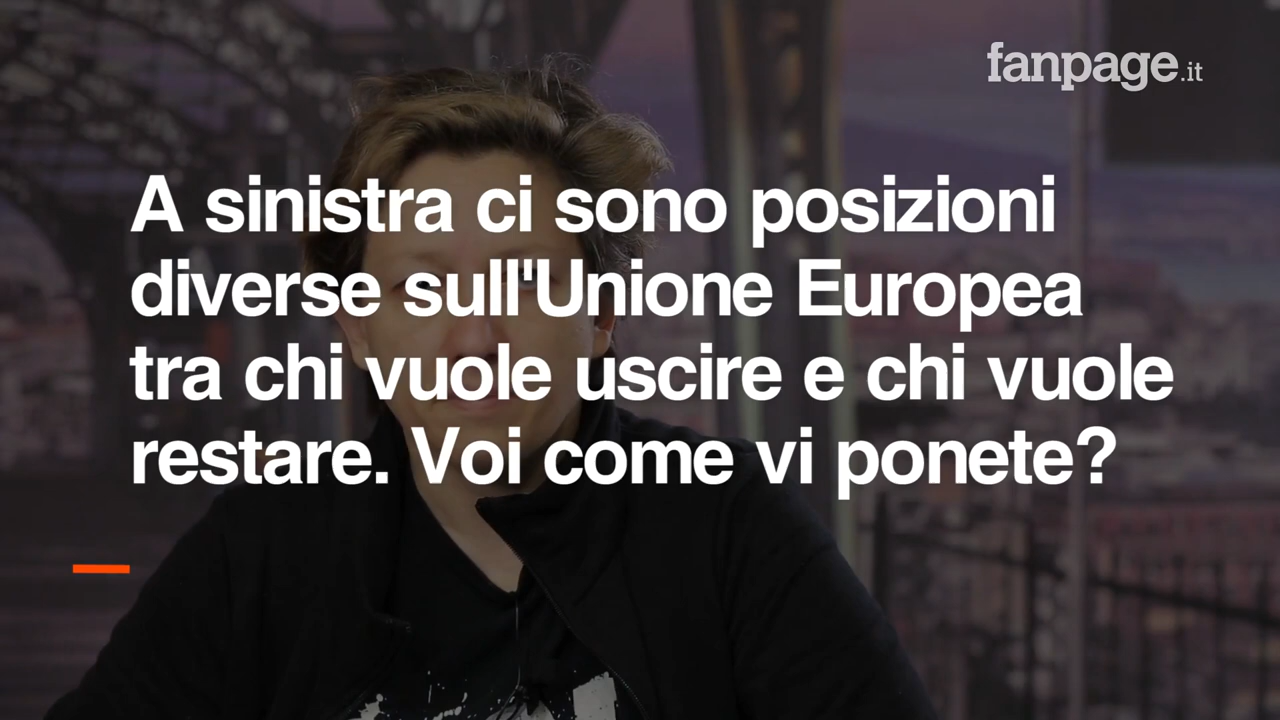 fanpage.it
A sinistra ci sono posizioni
diverse sull'Unione Europea
tra chi vuole uscire e chi vuole
restare. Voi come vi ponete?